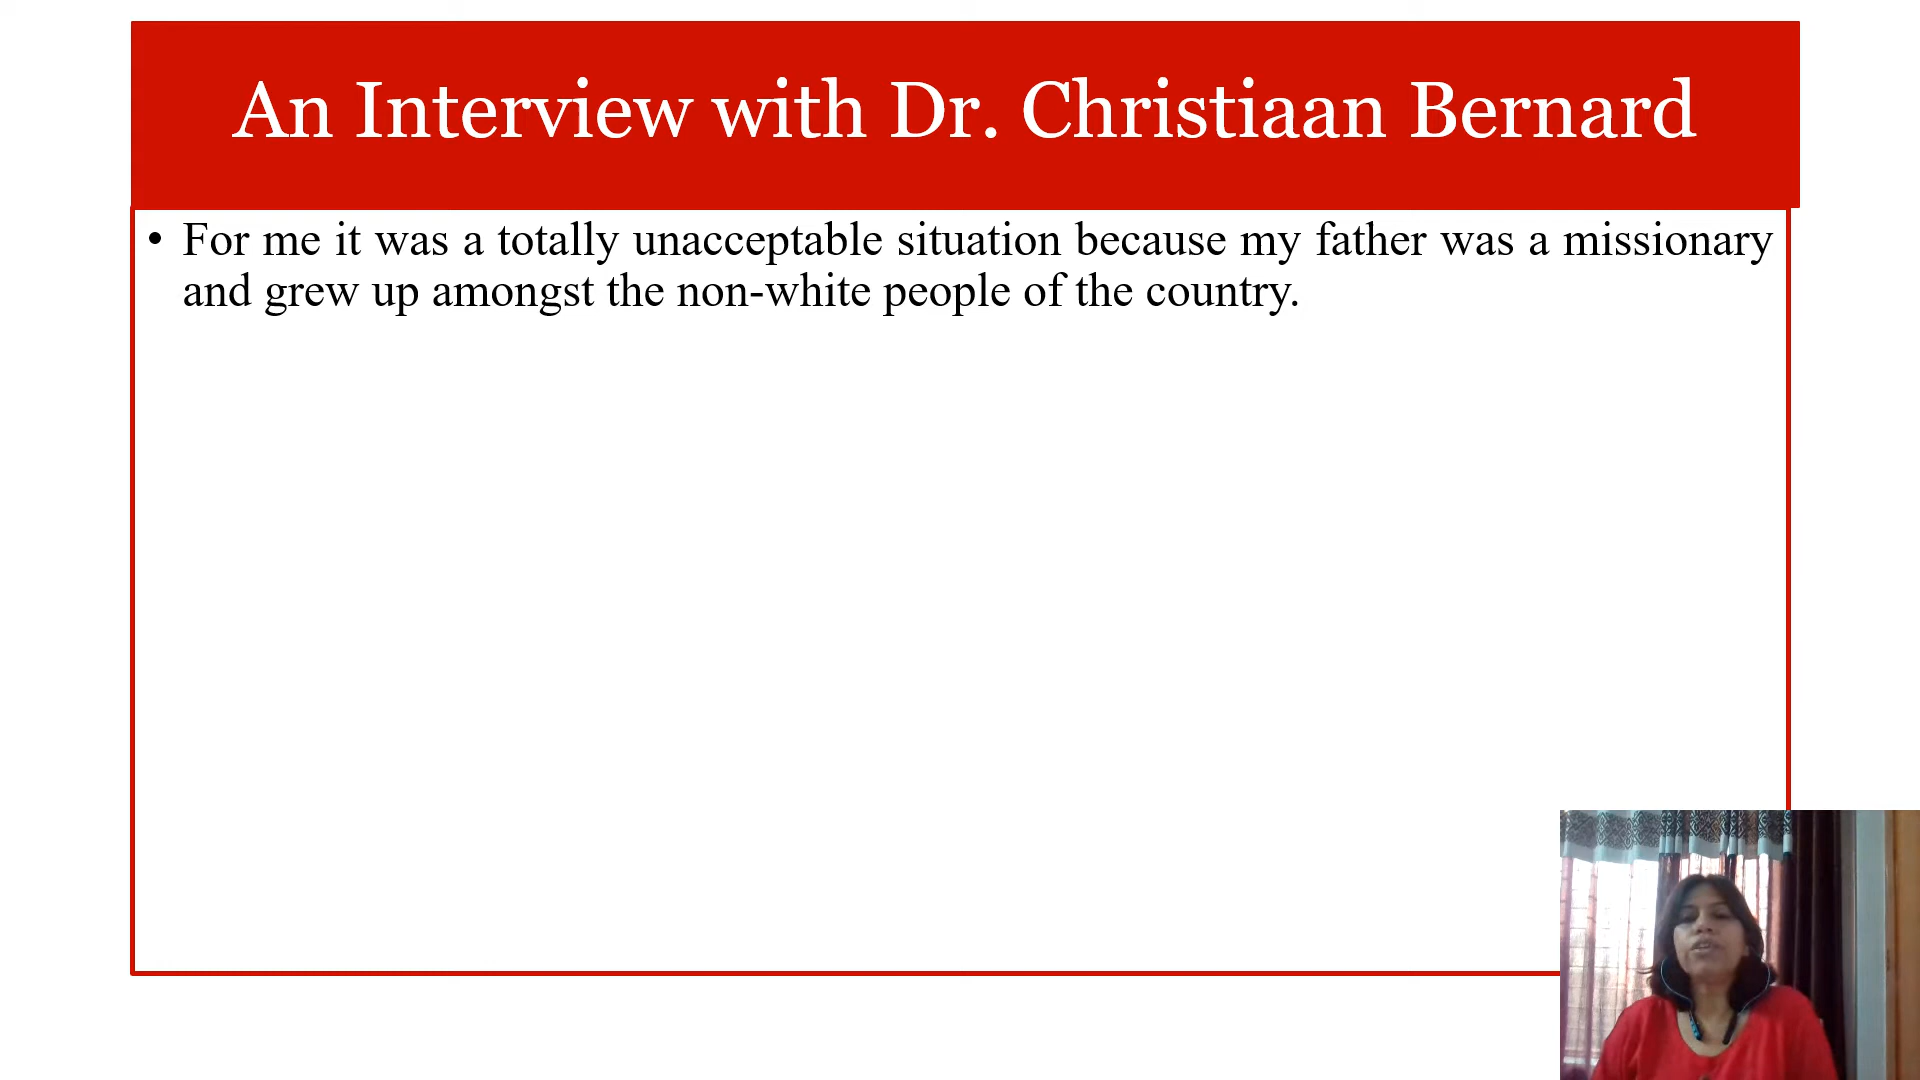 An Interview with Dr. Christiaan Bernard
• For me it was a totally unacceptable situation because my father was a missionary
and grew up amongst the non-white people of the country.